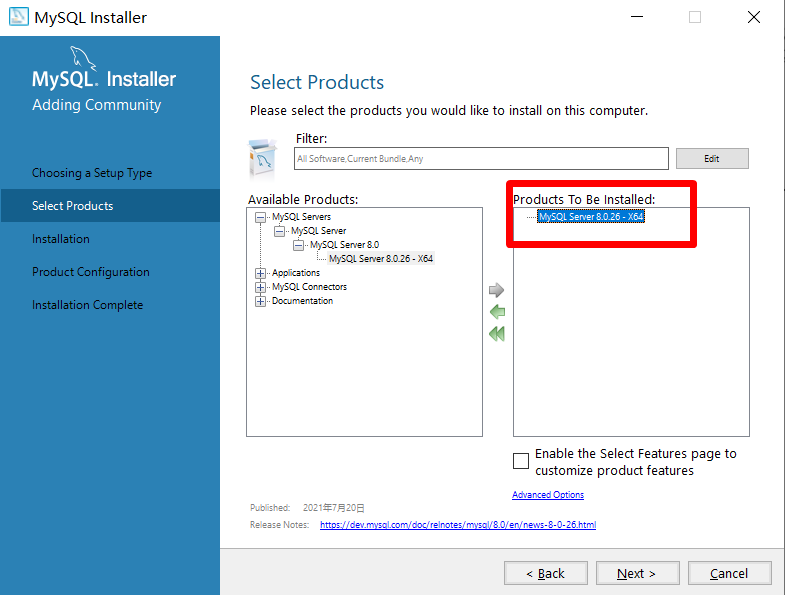 MySQL Installer
MySQL. Installer
Adding Community
Choosing a Setup Type
Select Products
Installation
Product Configuration
Installation Complete
Select Products
Please select the products you would like to install on this computer.
Filter:
All Software,Current Bundle,Any
Edit
Available Products:
MySQL Servers
MySQL Server
MySQL Server 8.0
MySQL Server 8.0.26 - X64
Applications
MySQL Connectors
Documentation
Products To Be Installed:
MySQL Server 8.0.26 - X64
Enable the Select Features page to
customize product features
Advanced Options
Published: 2021年7月20日
Release Notes: https://dev.mysql.com/doc/relnotes/mysql/8.0/en/news-8-0-26.html
< Back
Next >
Cancel